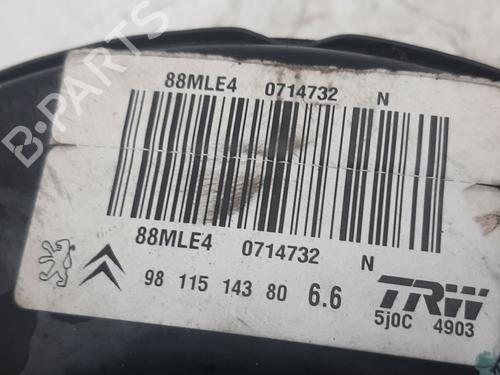 88MLE4 0714732 N
88MLE4 0714732 N
98 115 143 80 6.6
TRW
5j0C 4903
B-PARTS